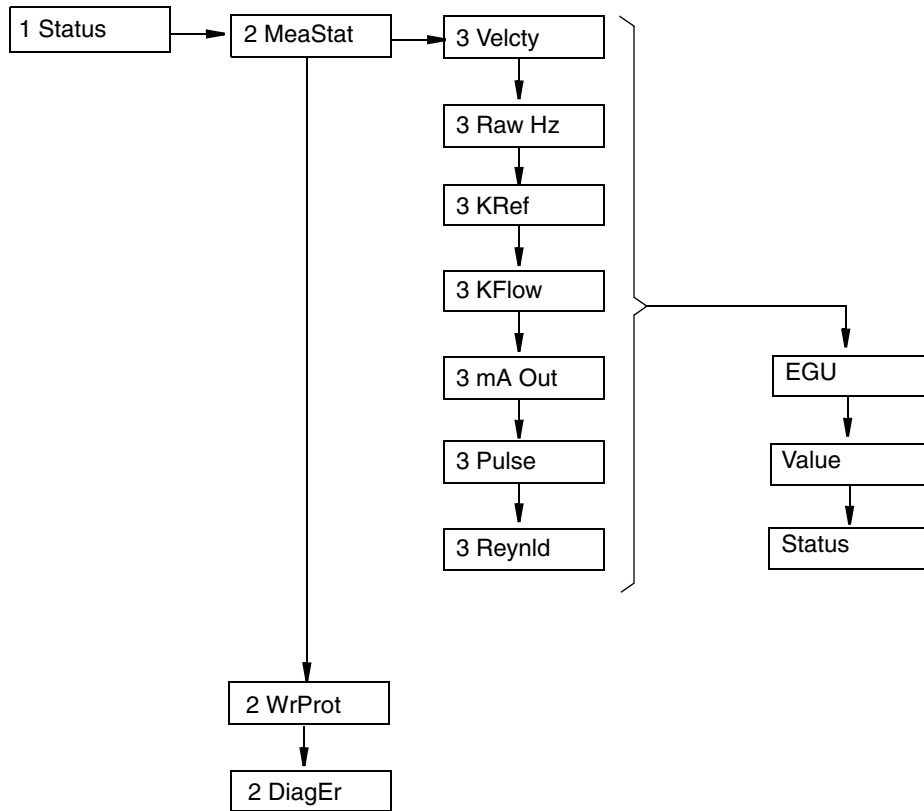 1 Status
2 MeaStat
3 Velcty
3 Raw Hz
3 KRef
3 KFlow
3 mA Out
3 Pulse
3 Reynld
EGU
Value
Status
2 WrProt
2 DiagEr